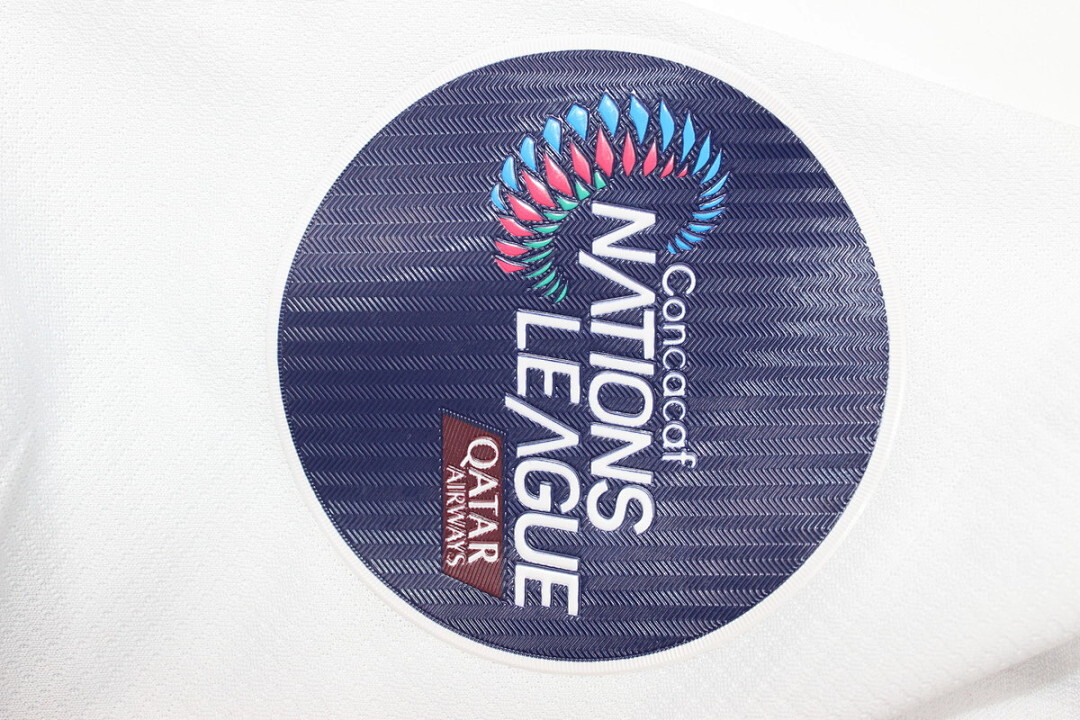 Concacaf
NATIONS
LEAGUE
QATAR
AIRWAYS